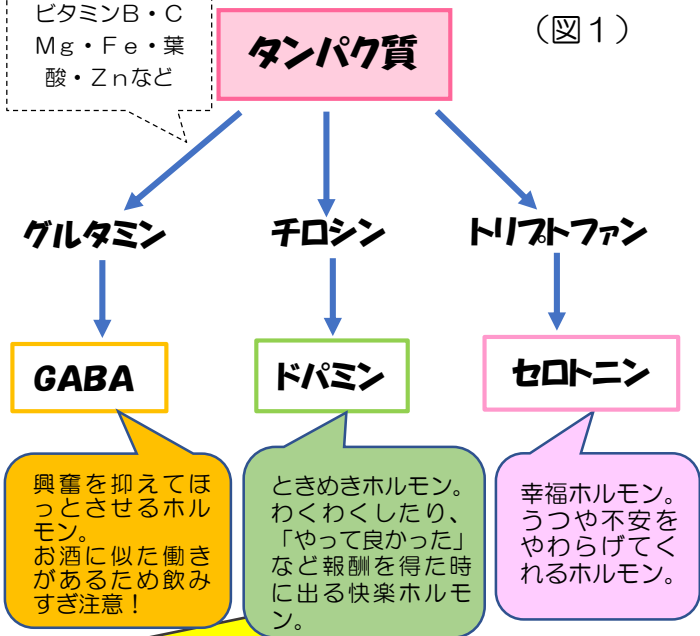 ビタミンB・C
Mg・Fe・葉
酸・Znなど
タンパク質
(図1)
グルタミン
チロシン
トリプトファン
GABA
ドパミン
セロトニン
興奮を抑えてほ
っとさせるホル
モン。
お酒に似た働き
があるため飲み
すぎ注意！
ときめきホルモン。
わくわくしたり、
「やって良かった」
など報酬を得た時
に出る快楽ホルモ
ン。
幸福ホルモン。
うつや不安を
やわらげてく
れるホルモン。